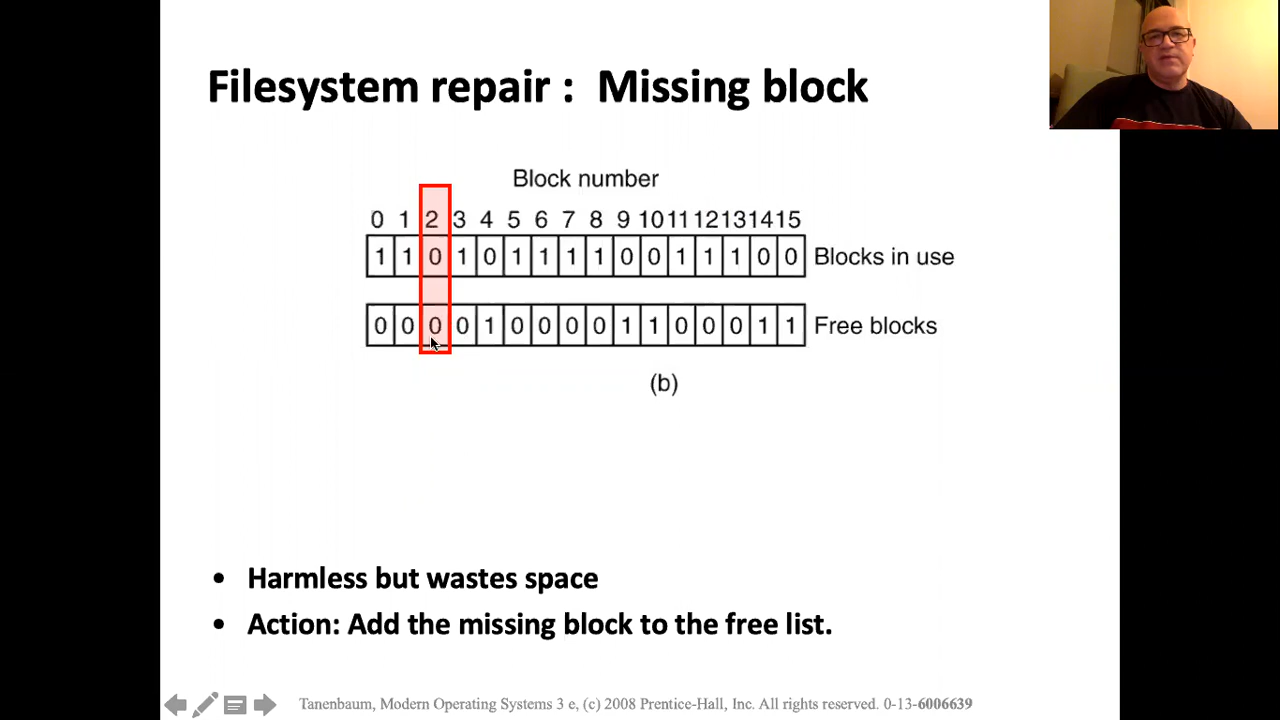 Filesystem repair : Missing block
Block number
0 1 2 3 4 5 6 7 8 9 10 11 12 13 14 15
1 1 0 1 0 1 1 1 1 0 0 1 1 1 0 0 Blocks in use
0 0 0 0 1 0 0 0 0 1 1 0 0 0 1 1 Free blocks
(b)
• Harmless but wastes space
• Action: Add the missing block to the free list.
Tanenbaum, Modern Operating Systems 3 e, (c) 2008 Prentice-Hall, Inc. All rights reserved. 0-13-6006639